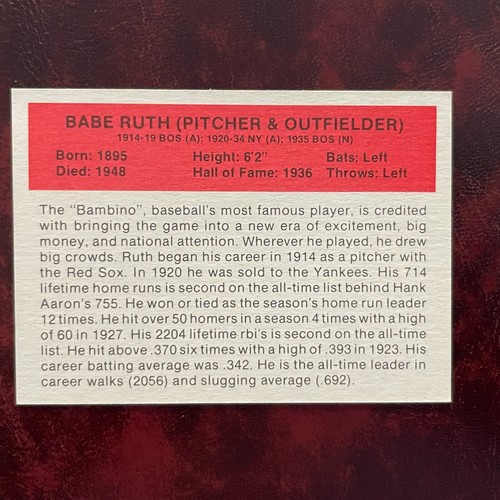 BABE RUTH (PITCHER & OUTFIELDER)
1914-19 BOS (A); 1920-34 NY (A); 1935 BOS (N)
Born: 1895 Height: 6'2" Bats: Left
Died: 1948 Hall of Fame: 1936 Throws: Left
The "Bambino", baseball's most famous player, is credited
with bringing the game into a new era of excitement, big
money, and national attention. Wherever he played, he drew
big crowds. Ruth began his career in 1914 as a pitcher with
the Red Sox. In 1920 he was sold to the Yankees. His 714
lifetime home runs is second on the all-time list behind Hank
Aaron's 755. He won or tied as the season's home run leader
12 times. He hit over 50 homers in a season 4 times with a high
of 60 in 1927. His 2204 lifetime rbi's is second on the all-time
list. He hit above .370 six times with a high of .393 in 1923. His
career batting average was .342. He is the all-time leader in
career walks (2056) and slugging average (.692).